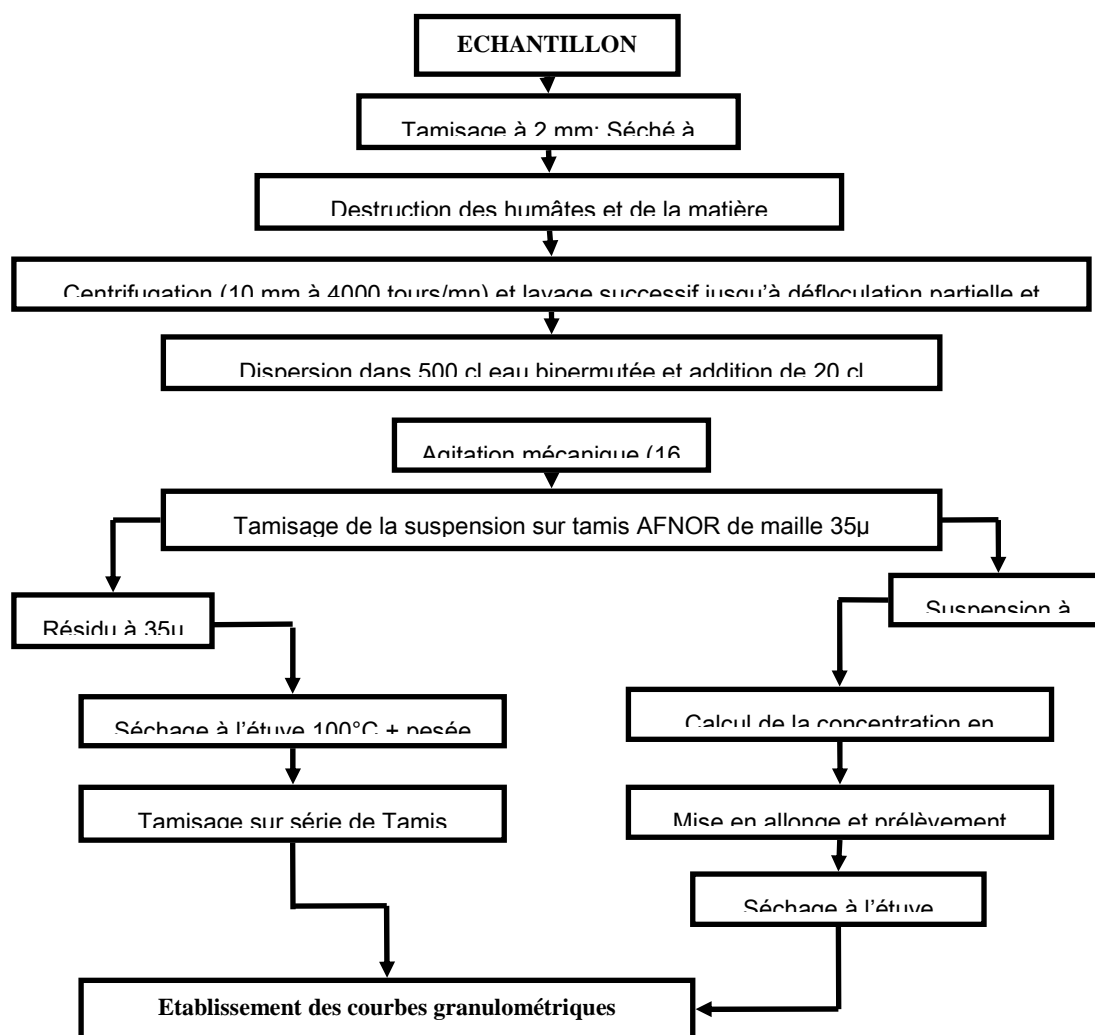 ECHANTILLON
Tamisage à 2 mm: Séché à
Destruction des humâtes et de la matière
Centrifugation (10 mm à 4000 tours/mn) et lavage successif jusqu'à défloculation partielle et
Dispersion dans 500 cl eau bipermutée et addition de 20 cl
Agitation mécanique (16
Tamisage de la suspension sur tamis AFNOR de maille 35µ
Résidu à 35µ
Suspension à
Séchage à l'étuve 100°C + pesée
Calcul de la concentration en
Tamisage sur série de Tamis
Mise en allonge et prélèvement
Séchage à l'étuve
Etablissement des courbes granulométriques